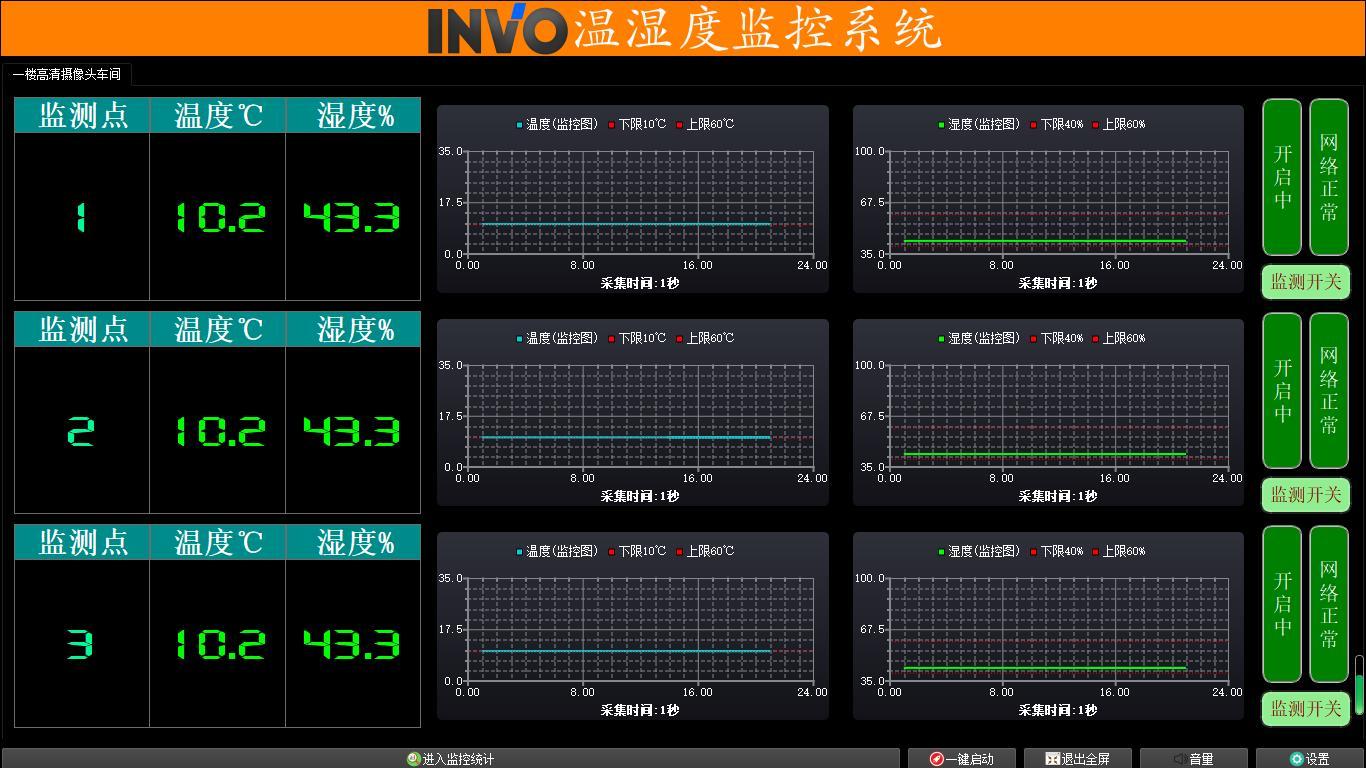 INVO温湿度监控系统
一楼高清摄像头车间
监测点 温度℃ 湿度%
1 10.2 43.3
温度(监控图) 下限10℃ 上限60℃
35.0
17.5
0.0
0.00 8.00 16.00 24.00
采集时间:1秒
湿度(监控图) 下限40% 上限60%
100.0
67.5
35.0
0.00 8.00 16.00 24.00
采集时间:1秒
开启中
网络正常
监测开关
监测点 温度℃ 湿度%
2 10.2 43.3
温度(监控图) 下限10℃ 上限60℃
35.0
17.5
0.0
0.00 8.00 16.00 24.00
采集时间:1秒
湿度(监控图) 下限40% 上限60%
100.0
67.5
35.0
0.00 8.00 16.00 24.00
采集时间:1秒
开启中
网络正常
监测开关
监测点 温度℃ 湿度%
3 10.2 43.3
温度(监控图) 下限10℃ 上限60℃
35.0
17.5
0.0
0.00 8.00 16.00 24.00
采集时间:1秒
湿度(监控图) 下限40% 上限60%
100.0
67.5
35.0
0.00 8.00 16.00 24.00
采集时间:1秒
开启中
网络正常
监测开关
进入监控统计 一键启动 退出全屏 音量 设置